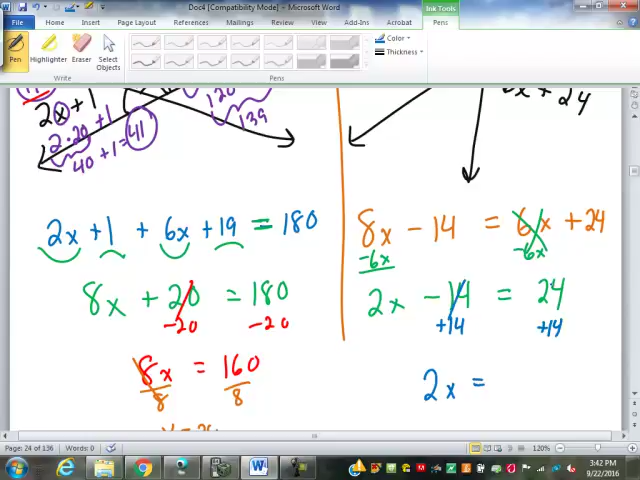 Doc4 [Compatibility Mode] - Microsoft Word
Ink Tools
File Home Insert Page Layout References Mailings Review View Add-Ins Acrobat Pens
Pen Highlighter Eraser Select Objects
Color
Thickness
Write
Pens
2x+1
2·20+1
40+1=41
120
139
6x+24
2x+1 + 6x+19 = 180
8x + 20 = 180
-20 -20
8x = 160
8 8
8x -14 = 6x +24
-6x -6x
2x -14 = 24
+14 +14
2x =
Page: 24 of 136 Words: 0
120%
3:42 PM
9/22/2016